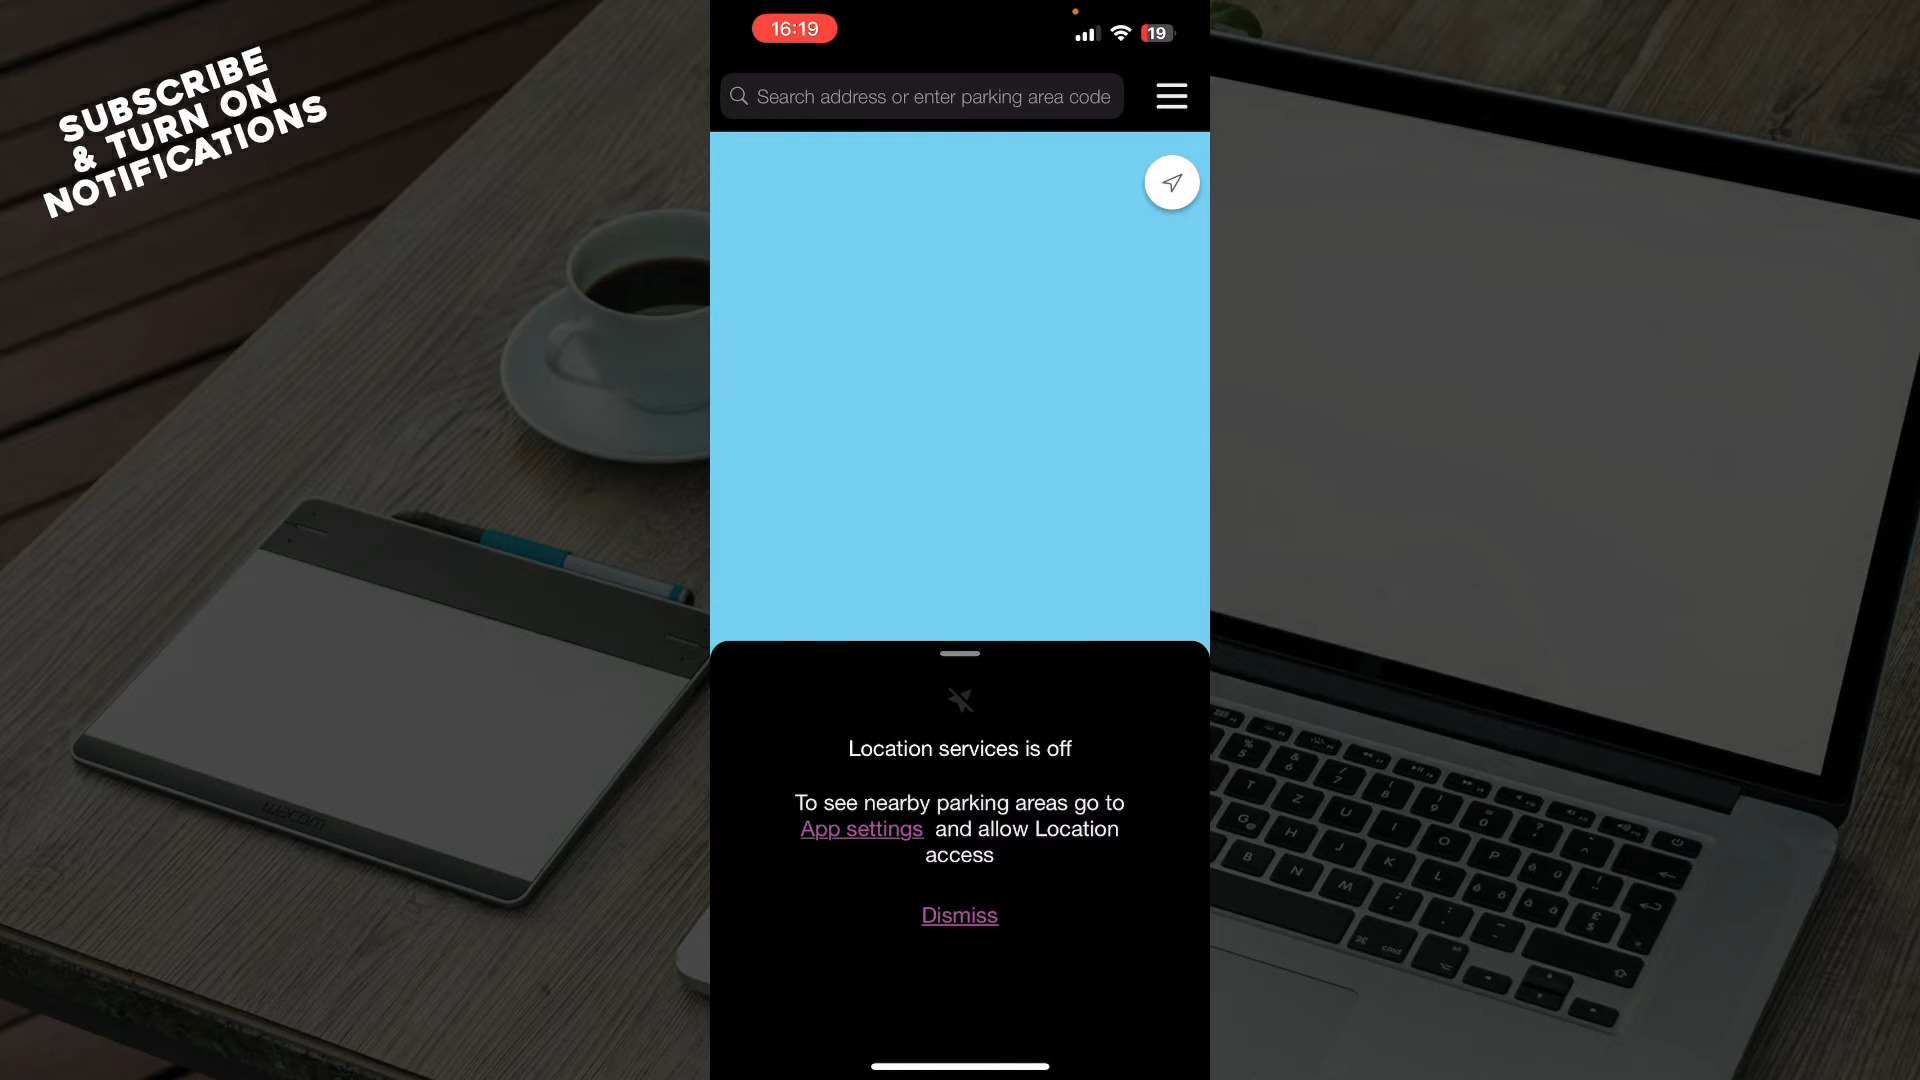 SUBSCRIBE
& TURN ON
NOTIFICATIONS
16:19
19
Search address or enter parking area code
Location services is off
To see nearby parking areas go to
App settings and allow Location
access
Dismiss
wacom